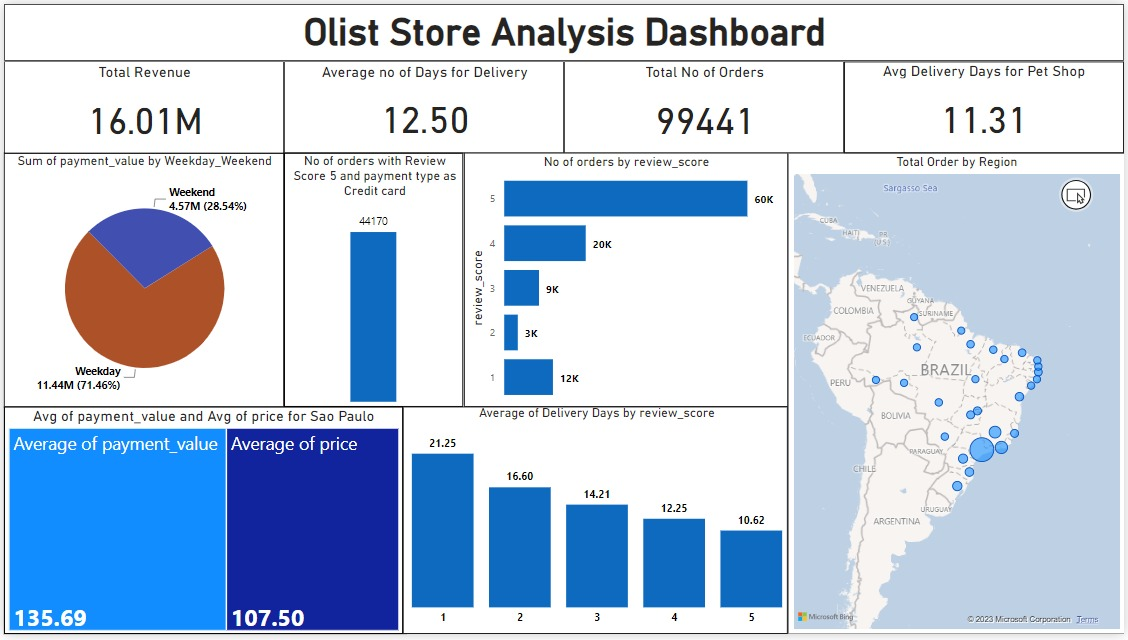 Olist Store Analysis Dashboard
Total Revenue
16.01M
Average no of Days for Delivery
12.50
Total No of Orders
99441
Avg Delivery Days for Pet Shop
11.31
Sum of payment_value by Weekday_Weekend
Weekend
4.57M (28.54%)
Weekday
11.44M (71.46%)
No of orders with Review
Score 5 and payment type as
Credit card
44170
No of orders by review_score
review_score
5
60K
4
20K
3
9K
2
3K
1
12K
Total Order by Region
Sargasso Sea
CUBA
HAITI
PR
(U.S.)
VENEZUELA
GUYANA
SURINAME
COLOMBIA
ECUADOR
BRAZIL
PERU
BOLIVIA
PARAGUAY
CHILE
URUGUAY
ARGENTINA
Microsoft Bing
© 2023 Microsoft Corporation Terms
Avg of payment_value and Avg of price for Sao Paulo
Average of payment_value
135.69
Average of price
107.50
Average of Delivery Days by review_score
21.25
16.60
14.21
12.25
10.62
1 2 3 4 5